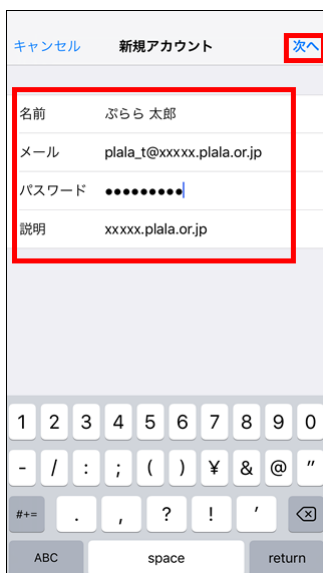 キャンセル 新規アカウント 次へ
名前 ぷらら 太郎
メール plala_t@xxxxx.plala.or.jp
パスワード ●●●●●●●●●
説明 xxxxx.plala.or.jp
1 2 3 4 5 6 7 8 9 0
- / : ; ( ) ¥ & @ "
#+= . , ? ! '
ABC space return